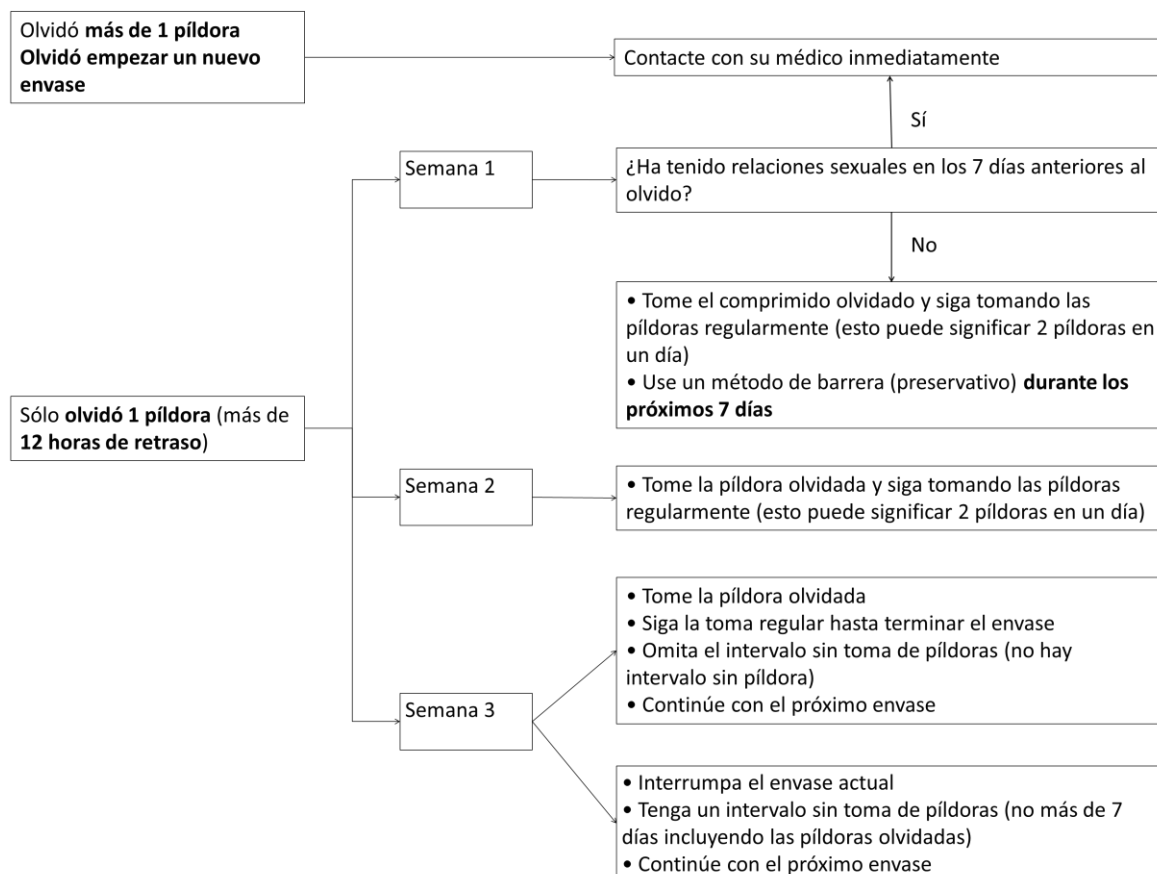 Olvidó más de 1 píldora
Olvidó empezar un nuevo
envase
Contacte con su médico inmediatamente
Sí
Semana 1
¿Ha tenido relaciones sexuales en los 7 días anteriores al
olvido?
No
• Tome el comprimido olvidado y siga tomando las
píldoras regularmente (esto puede significar 2 píldoras en
un día)
• Use un método de barrera (preservativo) durante los
próximos 7 días
Sólo olvidó 1 píldora (más de
12 horas de retraso)
Semana 2
• Tome la píldora olvidada y siga tomando las píldoras
regularmente (esto puede significar 2 píldoras en un día)
Semana 3
• Tome la píldora olvidada
• Siga la toma regular hasta terminar el envase
• Omita el intervalo sin toma de píldoras (no hay
intervalo sin píldora)
• Continúe con el próximo envase
• Interrumpa el envase actual
• Tenga un intervalo sin toma de píldoras (no más de 7
días incluyendo las píldoras olvidadas)
• Continúe con el próximo envase